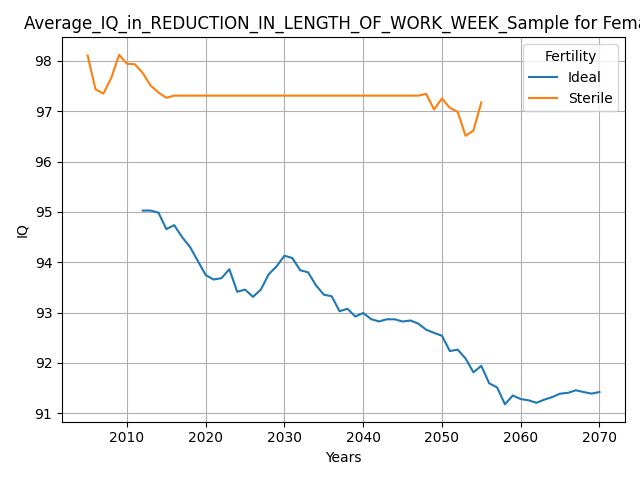 Average_IQ_in_REDUCTION_IN_LENGTH_OF_WORK_WEEK_Sample for Fema
Fertility
Ideal
Sterile
98
97
96
95
94
93
92
91
IQ
2010 2020 2030 2040 2050 2060 2070
Years